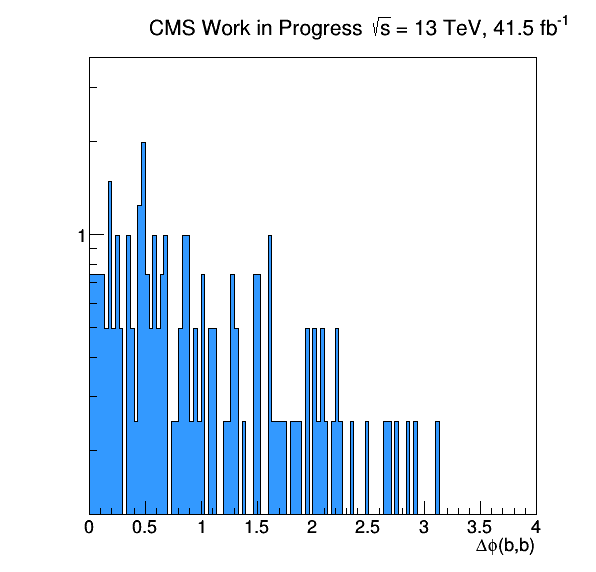 CMS Work in Progress √s = 13 TeV, 41.5 fb⁻¹
1
0 0.5 1 1.5 2 2.5 3 3.5 4
Δϕ(b,b)